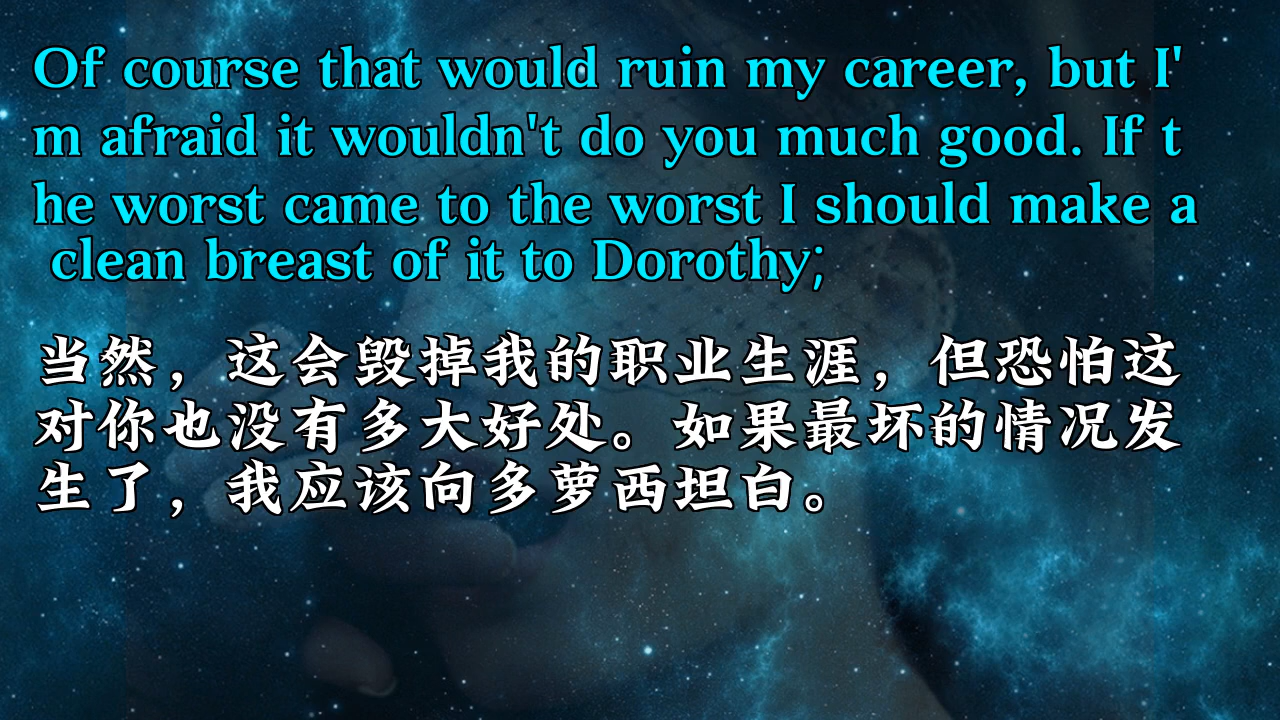 Of course that would ruin my career, but I'
m afraid it wouldn't do you much good. If t
he worst came to the worst I should make a
clean breast of it to Dorothy;
当然，这会毁掉我的职业生涯，但恐怕这
对你也没有多大好处。如果最坏的情况发
生了，我应该向多萝西坦白。